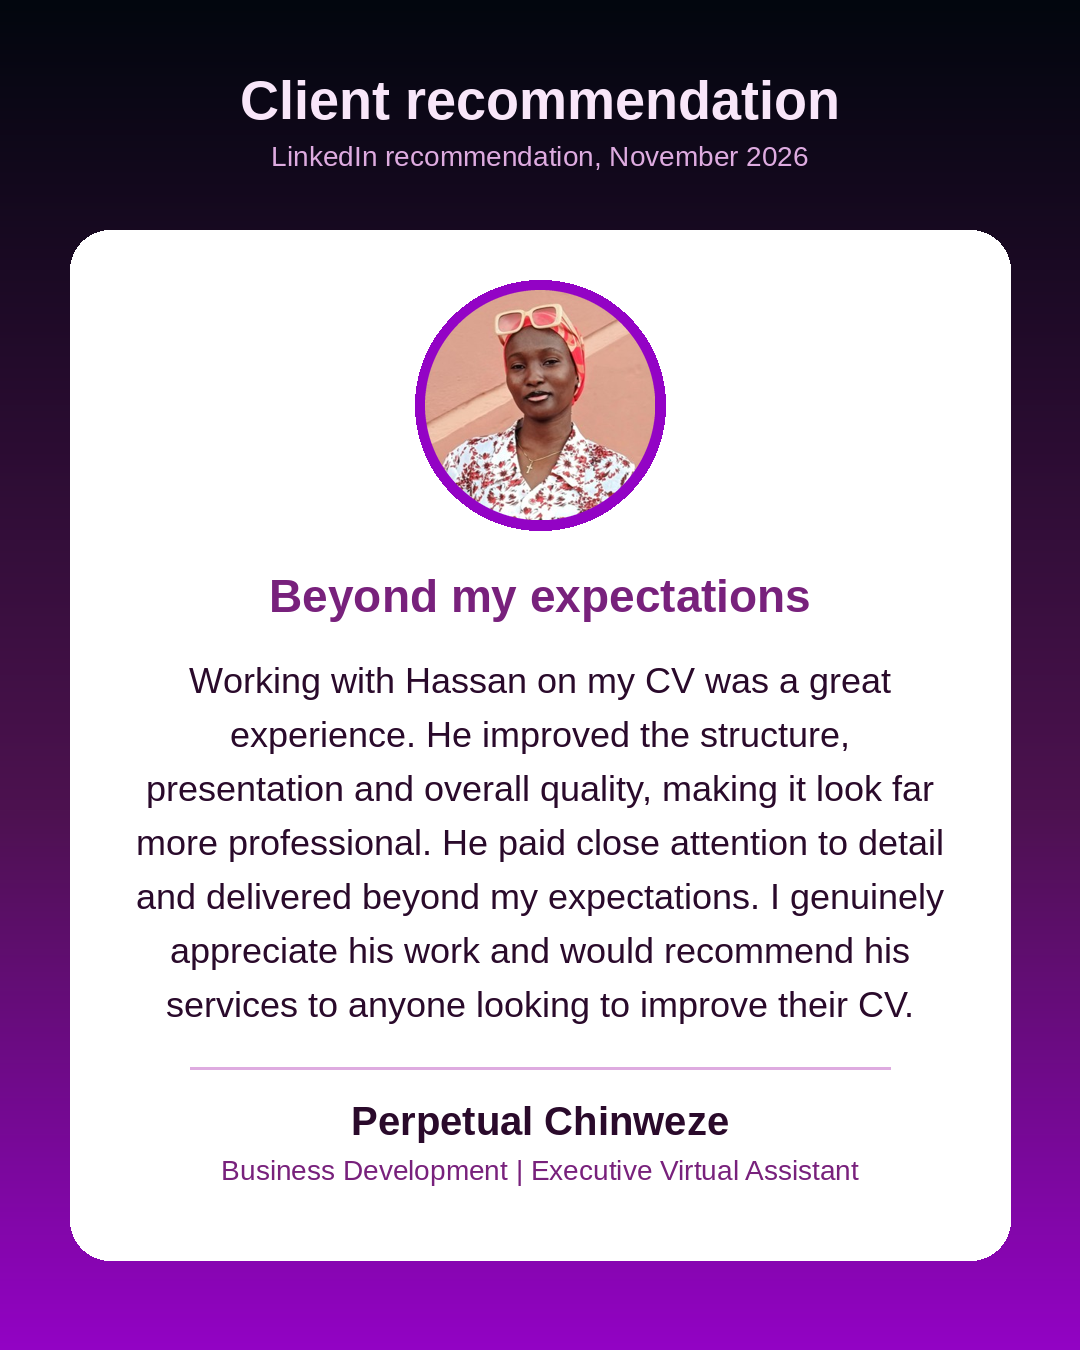 Client recommendation
LinkedIn recommendation, November 2026
Beyond my expectations
Working with Hassan on my CV was a great
experience. He improved the structure,
presentation and overall quality, making it look far
more professional. He paid close attention to detail
and delivered beyond my expectations. I genuinely
appreciate his work and would recommend his
services to anyone looking to improve their CV.
Perpetual Chinweze
Business Development | Executive Virtual Assistant